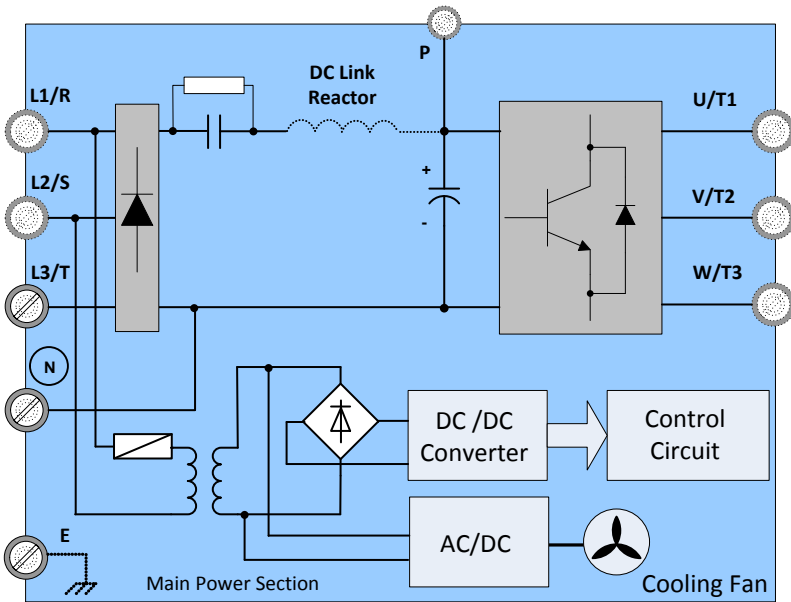 P
L1/R
DC Link
Reactor
U/T1
+
-
L2/S
V/T2
L3/T
W/T3
N
DC /DC
Converter
Control
Circuit
E
AC/DC
Main Power Section
Cooling Fan